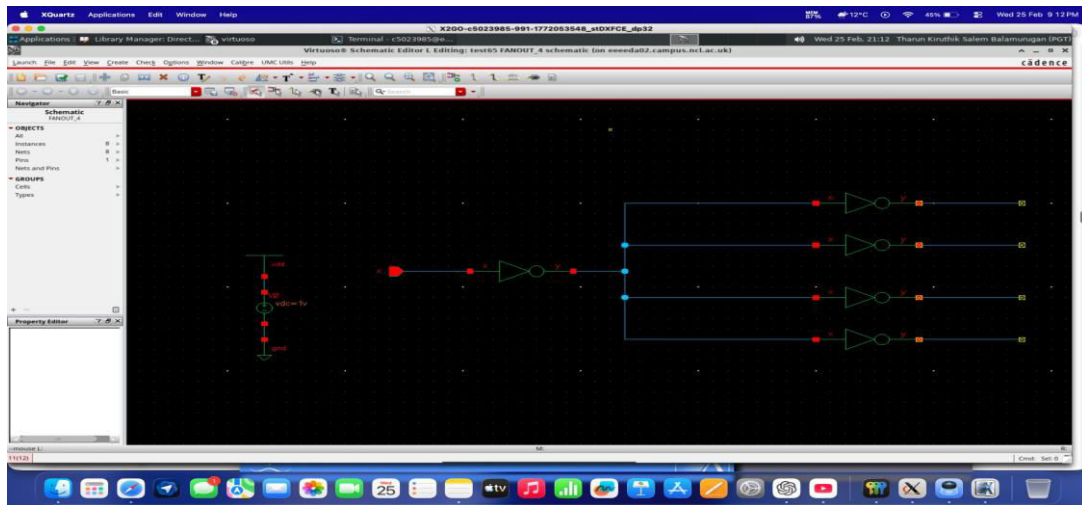 XQuartz Applications Edit Window Help
12°C 45% Wed 25 Feb 9:12 PM
X2GO-c5023985-991-1772053548_stDXFCE_dp32
Applications Library Manager: Direct... virtuoso Terminal - c5023985@e... Wed 25 Feb, 21:12 Tharun Kiruthik Salem Balamurugan (PGT)
Virtuoso® Schematic Editor L Editing: test65 FANOUT_4 schematic (on eeeeda02.campus.ncl.ac.uk)
Launch File Edit View Create Check Options Window Calibre UMC Utils Help cādence
Basic Search
Navigator
Schematic
FANOUT_4
OBJECTS
All
Instances 8
Nets 8
Pins 1
Nets and Pins
GROUPS
Cells
Types
x y
x y
vdd
x x y
vdc=1v
x y
Property Editor
gnd
x y
mouse L: M: R:
11(12) Cmd: Sel: 0
25
tv